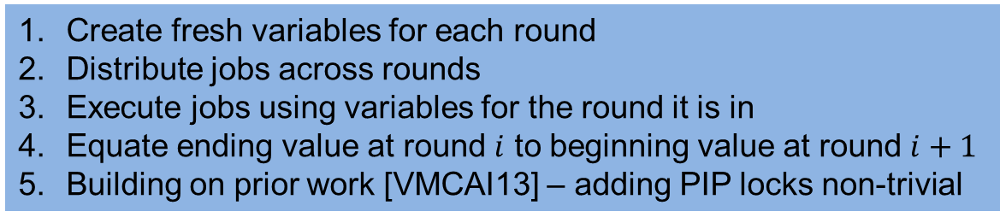 1. Create fresh variables for each round
2. Distribute jobs across rounds
3. Execute jobs using variables for the round it is in
4. Equate ending value at round i to beginning value at round i + 1
5. Building on prior work [VMCAI13] – adding PIP locks non-trivial